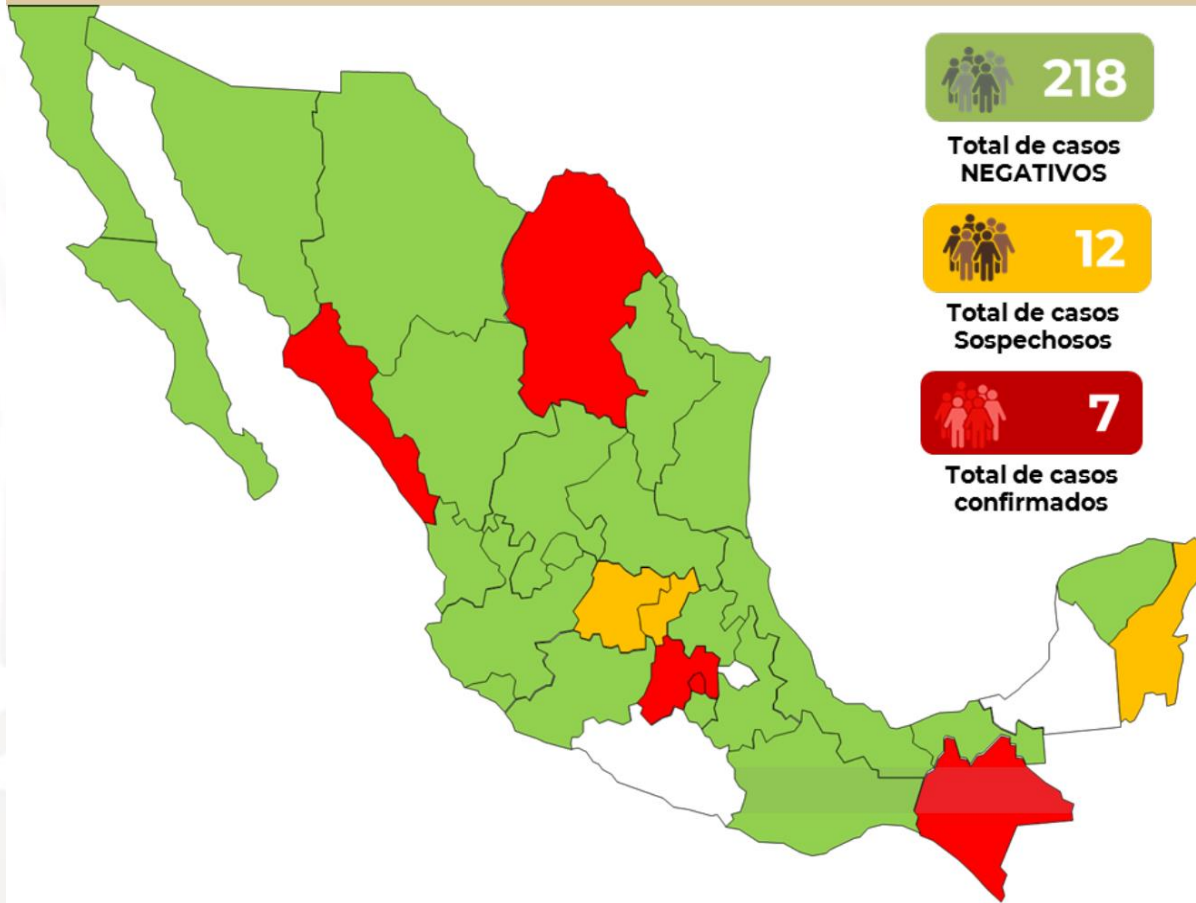 218
Total de casos
NEGATIVOS
12
Total de casos
Sospechosos
7
Total de casos
confirmados